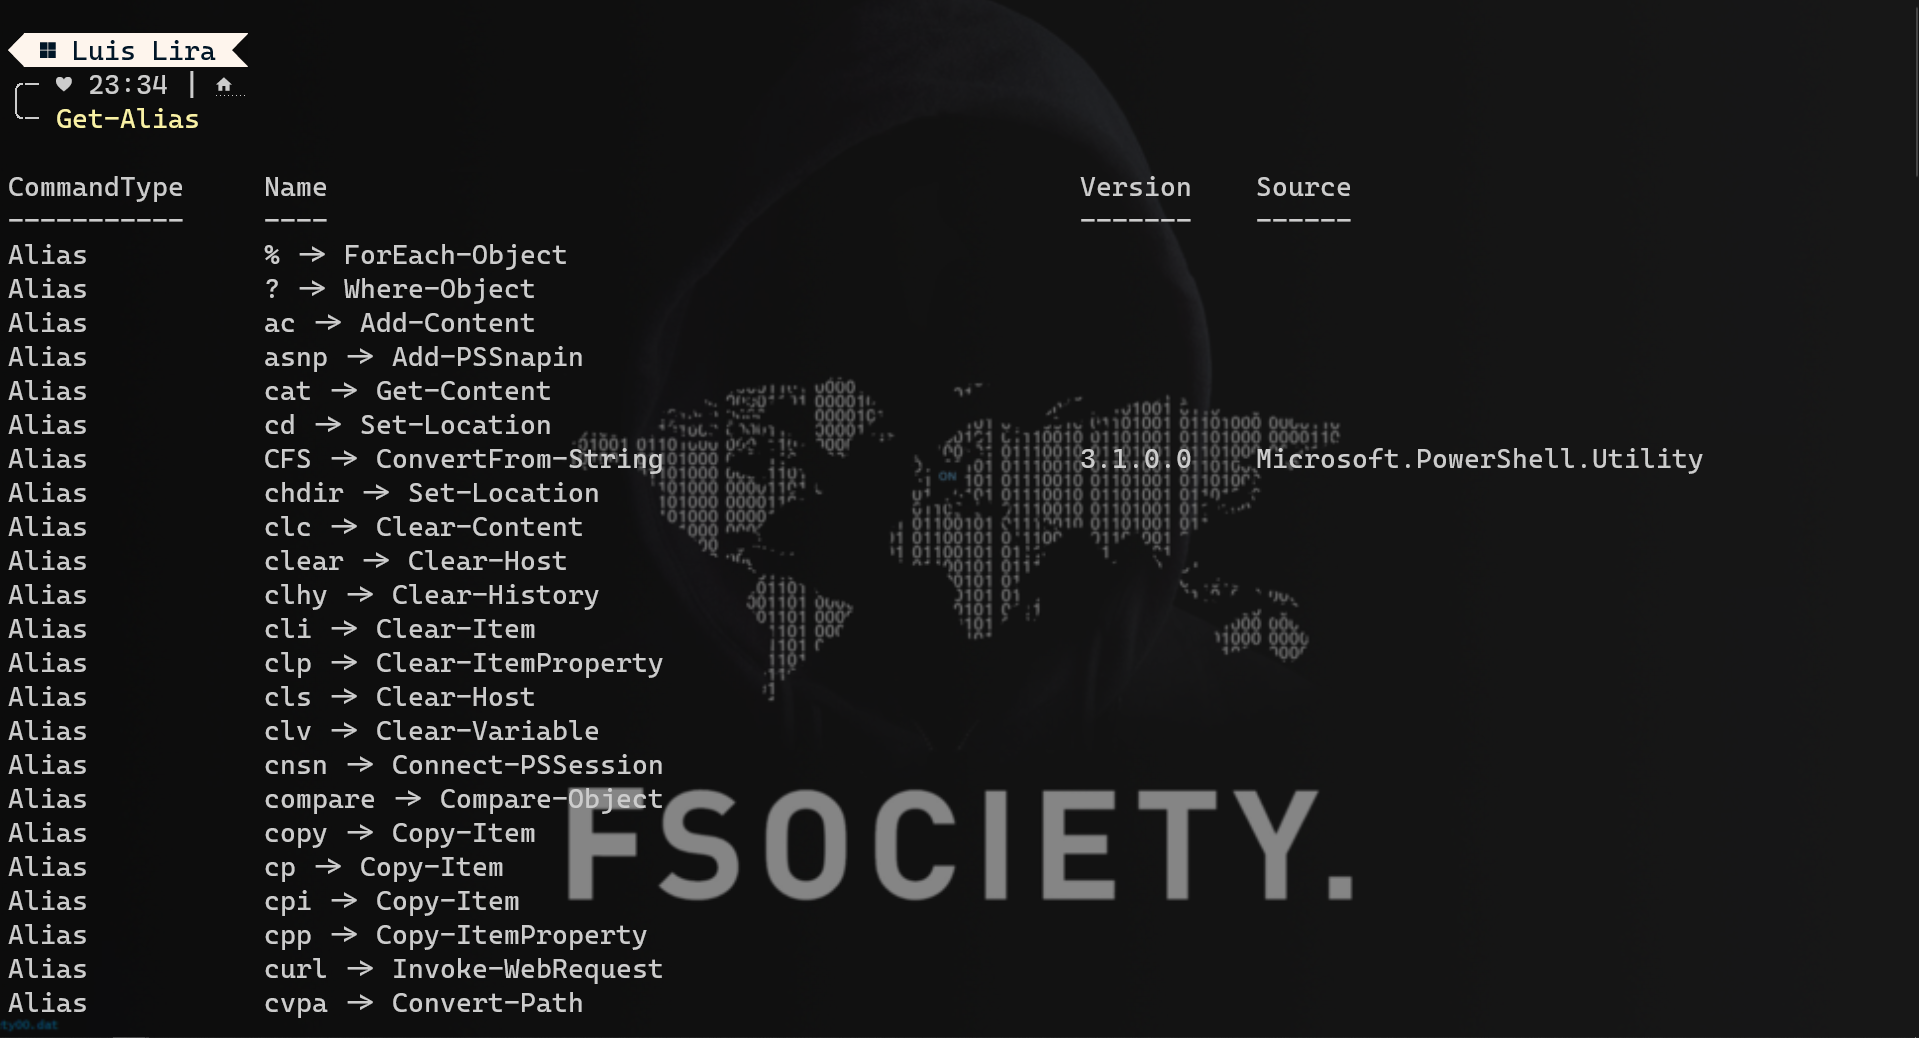 Luis Lira
23:34 |
Get-Alias
CommandType Name Version Source
----------- ---- ------- ------
Alias % -> ForEach-Object
Alias ? -> Where-Object
Alias ac -> Add-Content
Alias asnp -> Add-PSSnapin
Alias cat -> Get-Content
Alias cd -> Set-Location
Alias CFS -> ConvertFrom-String 3.1.0.0 Microsoft.PowerShell.Utility
Alias chdir -> Set-Location
Alias clc -> Clear-Content
Alias clear -> Clear-Host
Alias clhy -> Clear-History
Alias cli -> Clear-Item
Alias clp -> Clear-ItemProperty
Alias cls -> Clear-Host
Alias clv -> Clear-Variable
Alias cnsn -> Connect-PSSession
Alias compare -> Compare-Object
Alias copy -> Copy-Item
Alias cp -> Copy-Item
Alias cpi -> Copy-Item
Alias cpp -> Copy-ItemProperty
Alias curl -> Invoke-WebRequest
Alias cvpa -> Convert-Path
ON
FSOCIETY.